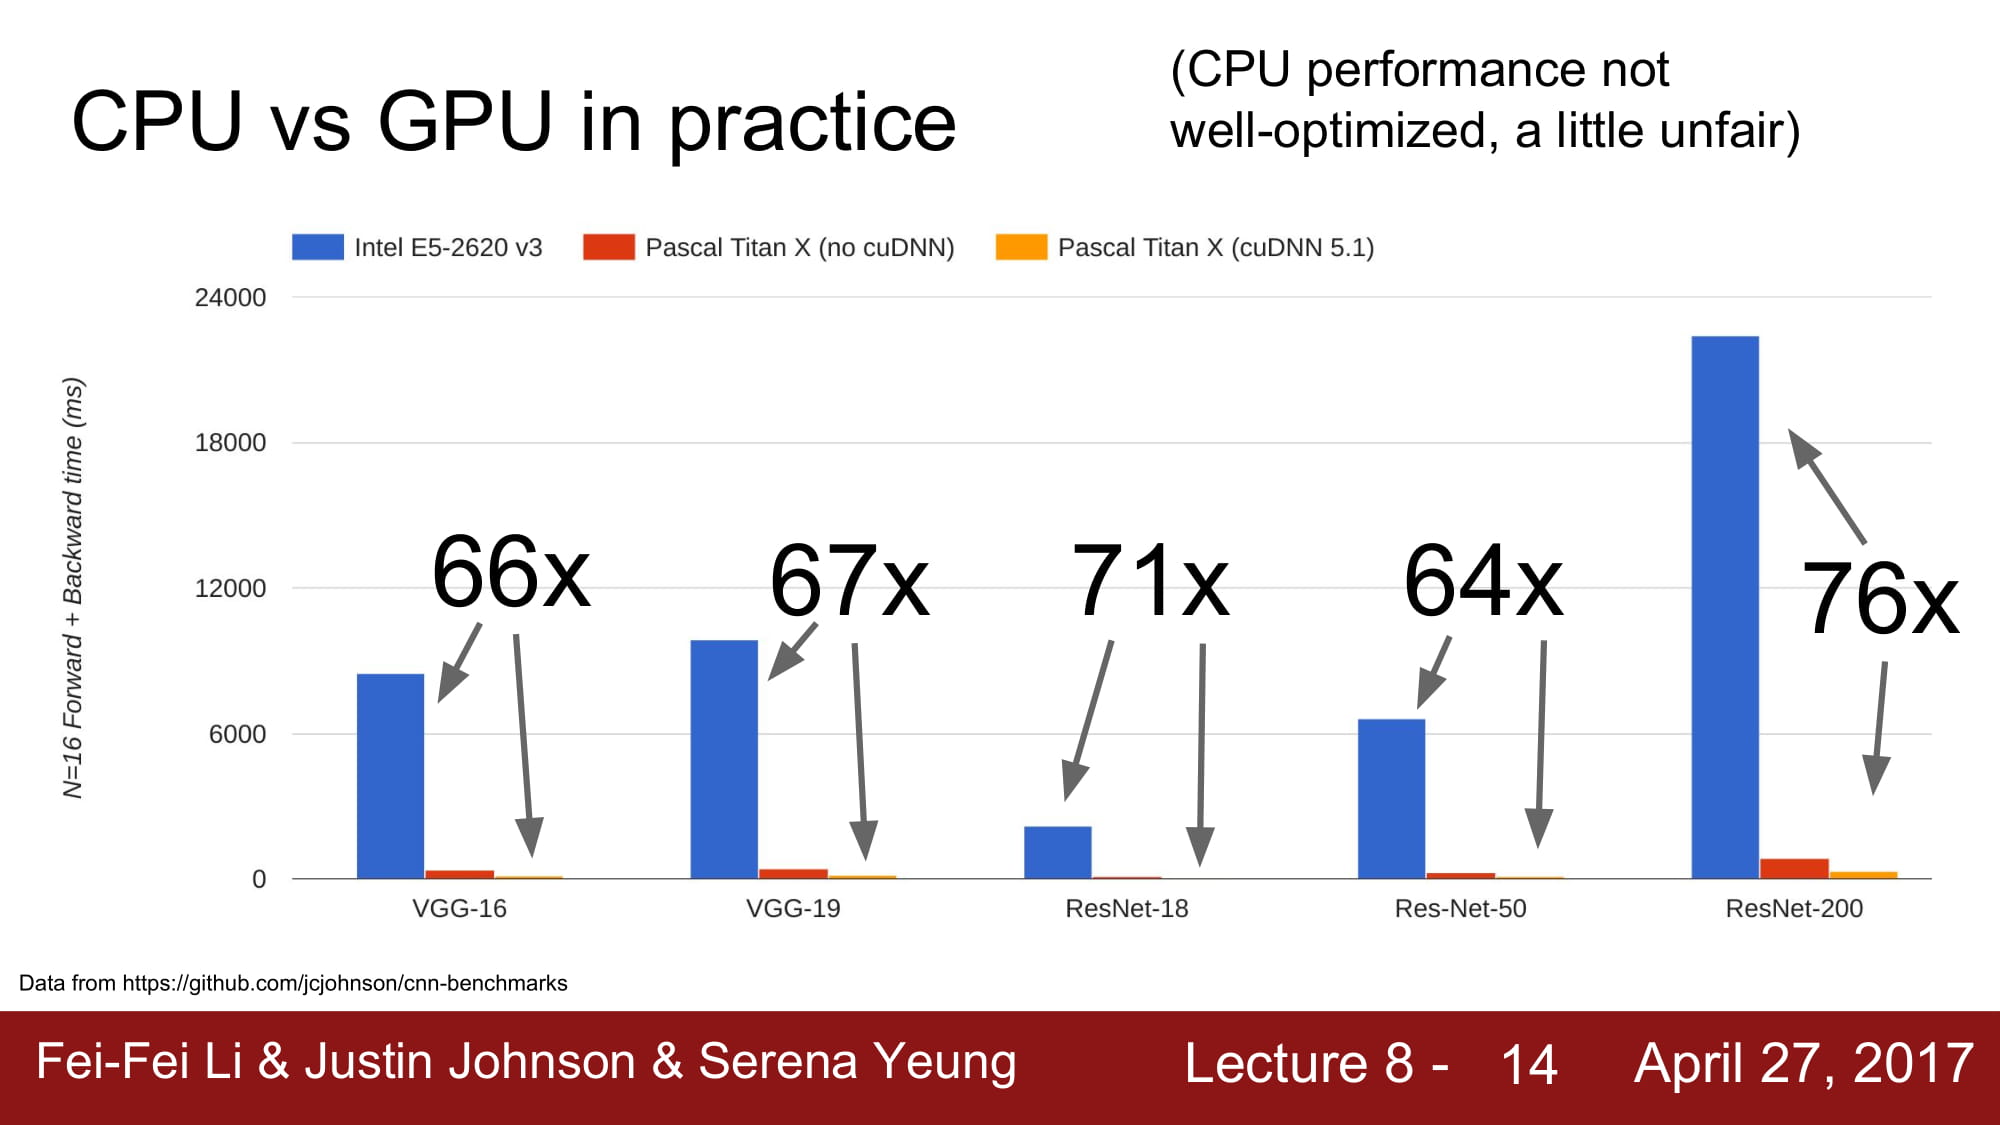 CPU vs GPU in practice
(CPU performance not
well-optimized, a little unfair)
Intel E5-2620 v3
Pascal Titan X (no cuDNN)
Pascal Titan X (cuDNN 5.1)
N=16 Forward + Backward time (ms)
24000
18000
12000
6000
0
66x
67x
71x
64x
76x
VGG-16
VGG-19
ResNet-18
Res-Net-50
ResNet-200
Data from https://github.com/jcjohnson/cnn-benchmarks
Fei-Fei Li & Justin Johnson & Serena Yeung
Lecture 8 - 14
April 27, 2017